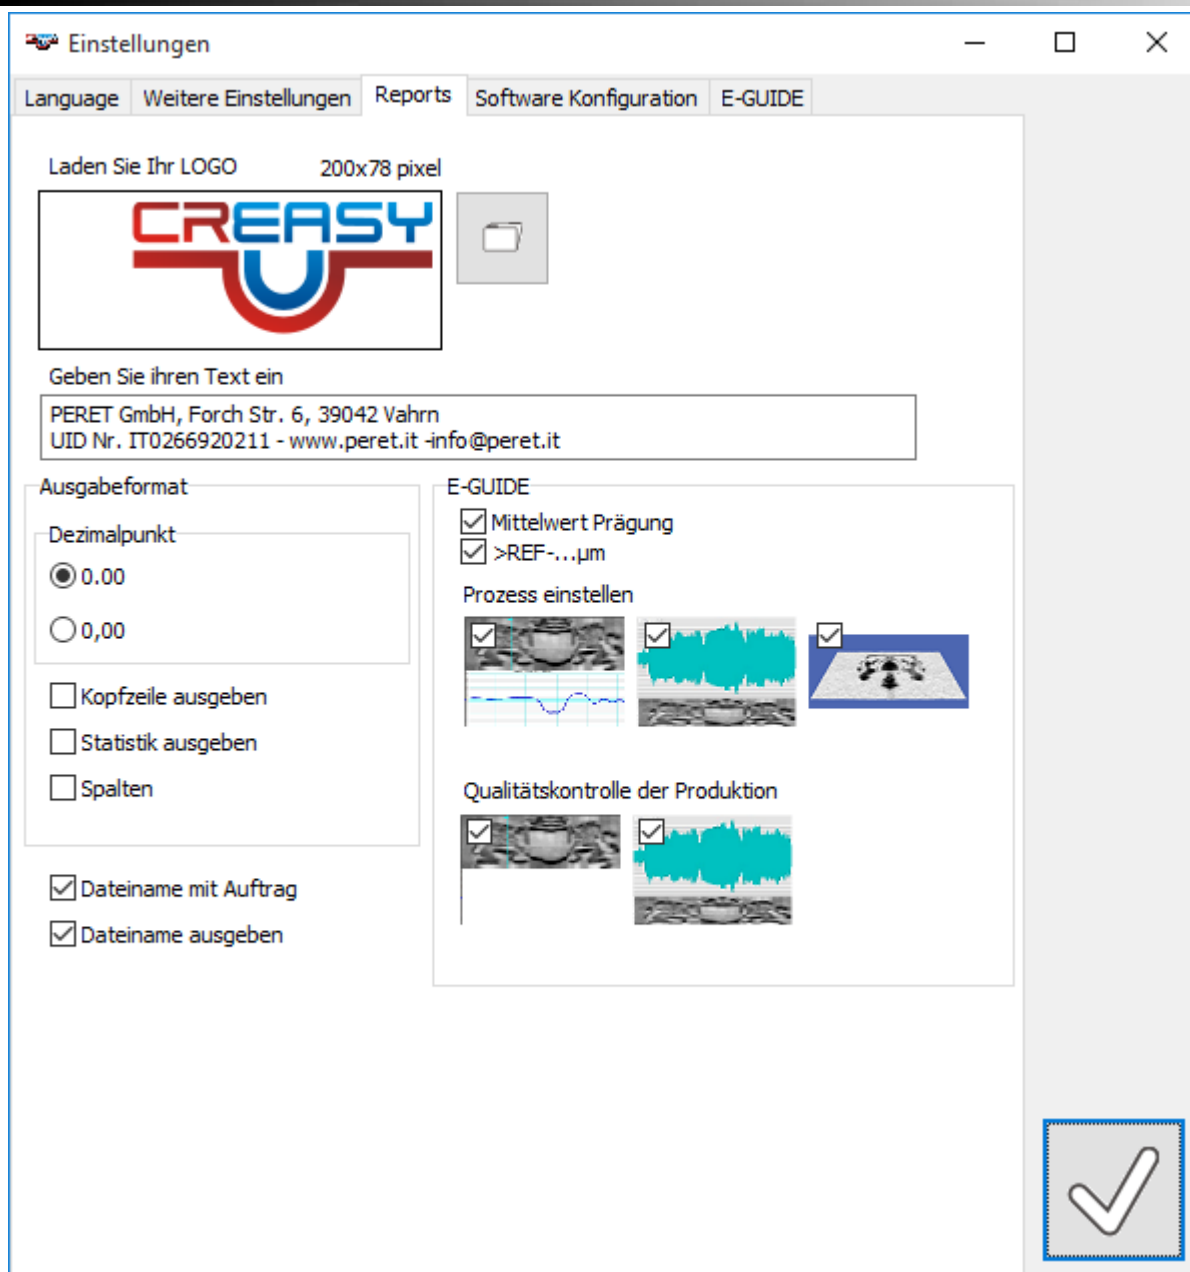 Einstellungen
Language Weitere Einstellungen Reports Software Konfiguration E-GUIDE
Laden Sie Ihr LOGO 200x78 pixel
CREASY
Geben Sie ihren Text ein
PERET GmbH, Forch Str. 6, 39042 Vahrn
UID Nr. IT0266920211 - www.peret.it -info@peret.it
Ausgabeformat
Dezimalpunkt
0.00
0,00
Kopfzeile ausgeben
Statistik ausgeben
Spalten
Dateiname mit Auftrag
Dateiname ausgeben
E-GUIDE
Mittelwert Prägung
>REF-...µm
Prozess einstellen
Qualitätskontrolle der Produktion